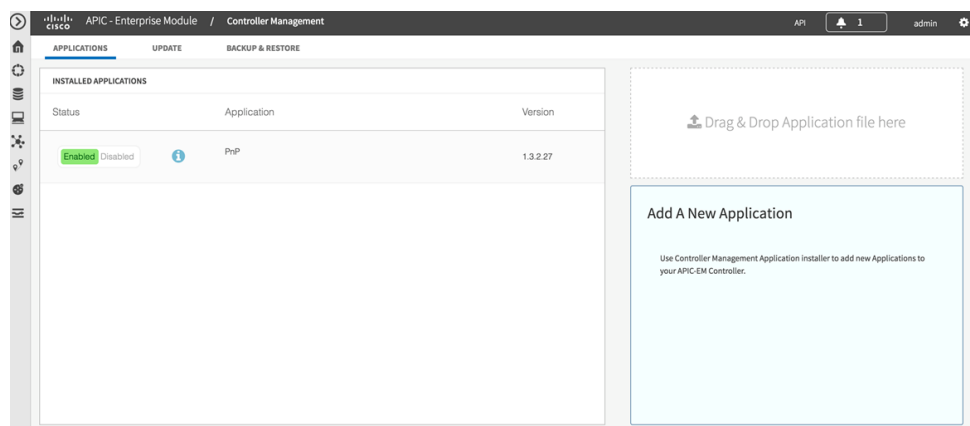 CISCO APIC - Enterprise Module / Controller Management API 1 admin
APPLICATIONS UPDATE BACKUP & RESTORE
INSTALLED APPLICATIONS
Status Application Version
Enabled Disabled PnP 1.3.2.27
Drag & Drop Application file here
Add A New Application
Use Controller Management Application installer to add new Applications to
your APIC-EM Controller.